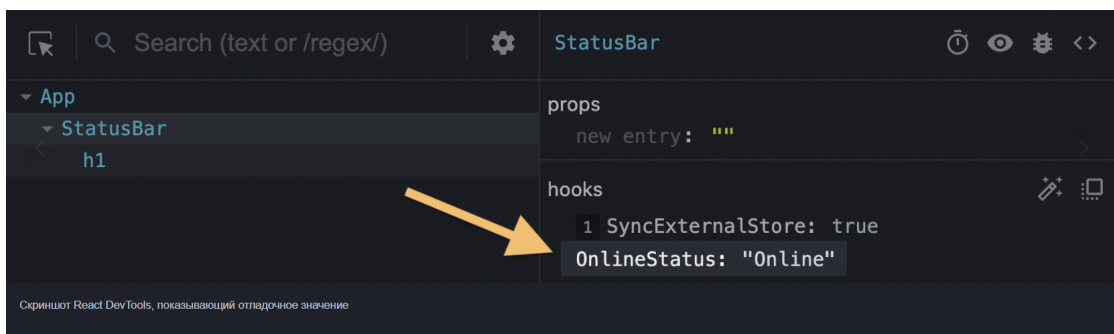 Search (text or /regex/)
StatusBar
App
StatusBar
h1
props
new entry: ""
hooks
1 SyncExternalStore: true
OnlineStatus: "Online"
Скриншот React DevTools, показывающий отладочное значение